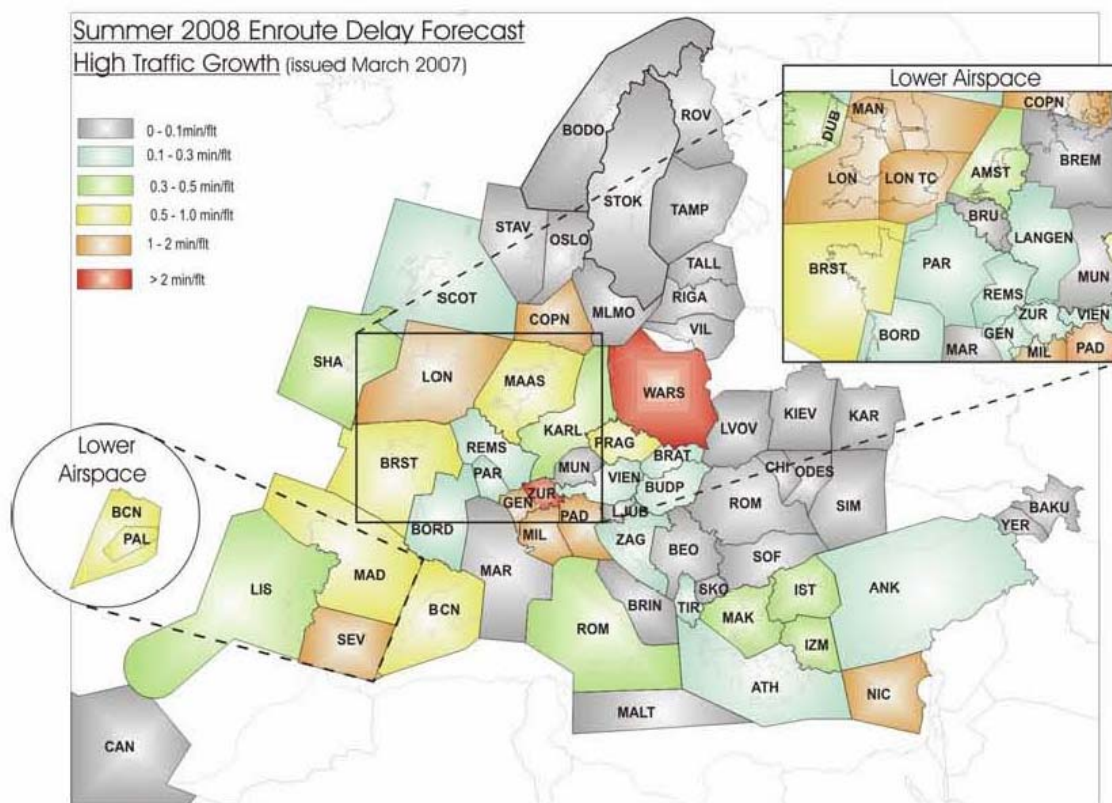 Summer 2008 Enroute Delay Forecast
High Traffic Growth (issued March 2007)
0 - 0.1min/flt
0.1 - 0.3 min/flt
0.3 - 0.5 min/flt
0.5 - 1.0 min/flt
1 - 2 min/flt
> 2 min/flt
Lower Airspace
DUB
MAN
COPN
LON
LON TC
AMST
BREM
BRU
LANGEN
BRST
PAR
REMS
MUN
ZUR
VIEN
BORD
GEN
MAR
MIL
PAD
BODO
ROV
STOK
STAV
OSLO
TAMP
TALL
RIGA
VIL
SCOT
COPN
MLMO
SHA
LON
MAAS
WARS
KARL
PRAG
LVOV
KIEV
KAR
BRST
REMS
PAR
MUN
VIEN
BRAT
BUDP
CHI
ODES
ROM
SIM
GEN
ZUR
PAD
LJUB
BORD
MIL
ZAG
BEO
SOF
BAKU
YER
Lower
Airspace
BCN
PAL
LIS
MAD
MAR
SEV
BCN
ROM
BRIN
SKO
TIR
MAK
IST
IZM
ANK
ATH
NIC
MALT
CAN